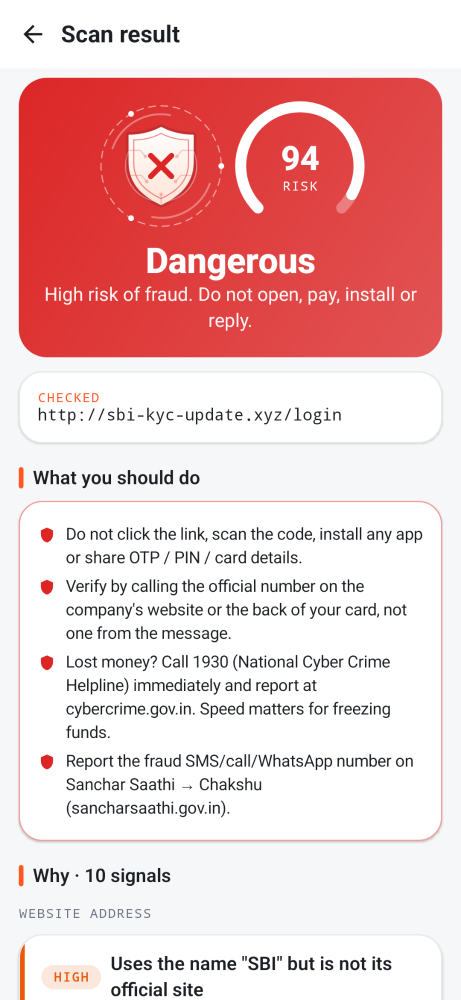 Scan result
94
RISK
Dangerous
High risk of fraud. Do not open, pay, install or
reply.
CHECKED
http://sbi-kyc-update.xyz/login
What you should do
Do not click the link, scan the code, install any app
or share OTP / PIN / card details.
Verify by calling the official number on the
company's website or the back of your card, not
one from the message.
Lost money? Call 1930 (National Cyber Crime
Helpline) immediately and report at
cybercrime.gov.in. Speed matters for freezing
funds.
Report the fraud SMS/call/WhatsApp number on
Sanchar Saathi → Chakshu
(sancharsaathi.gov.in).
Why · 10 signals
WEBSITE ADDRESS
HIGH
Uses the name "SBI" but is not its
official site